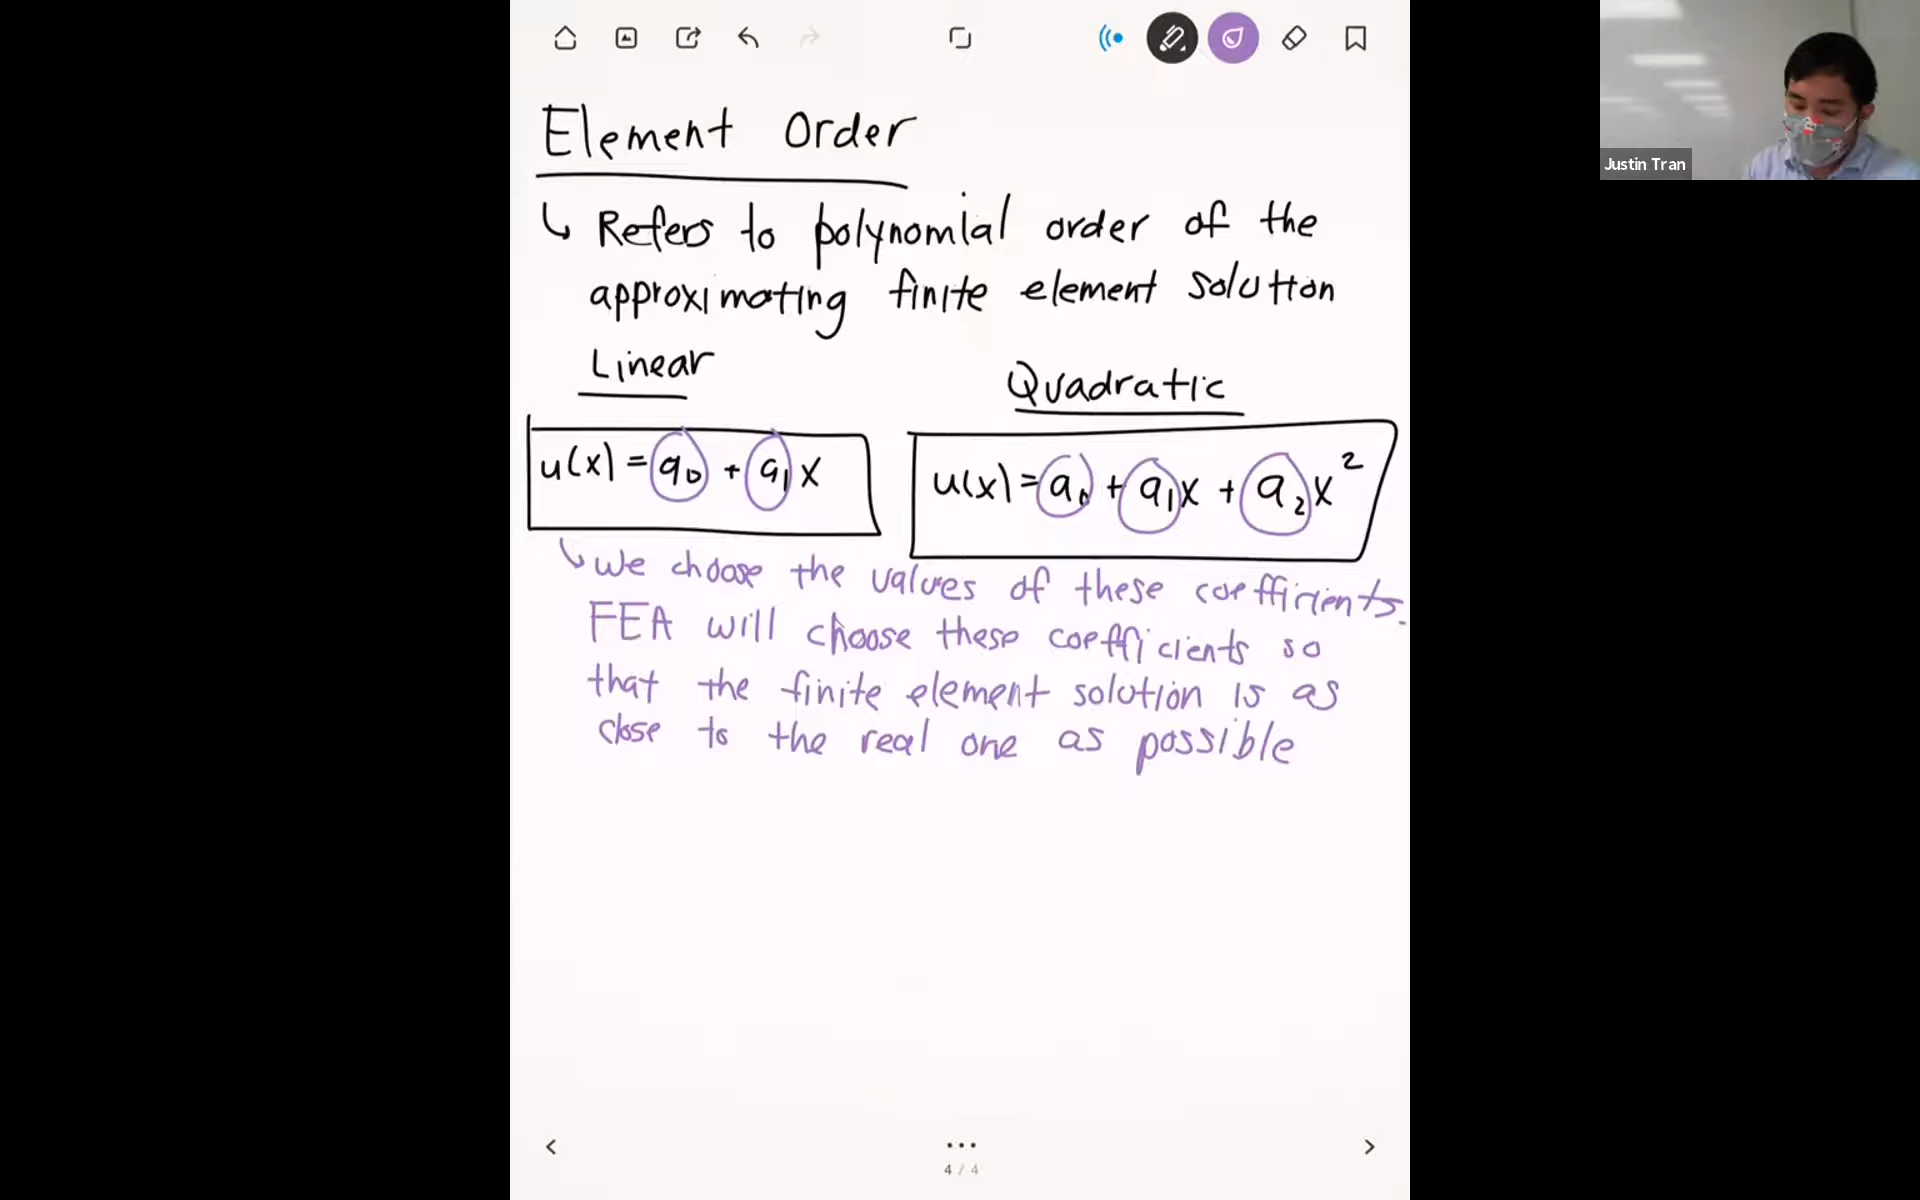 Element Order
↳ Refers to polynomial order of the
approximating finite element solution
Linear
Quadratic
u(x) = a₀ + a₁x
u(x) = a₀ + a₁x + a₂x²
↳ We choose the values of these coefficients.
FEA will choose these coefficients so
that the finite element solution is as
close to the real one as possible
4 / 4
Justin Tran